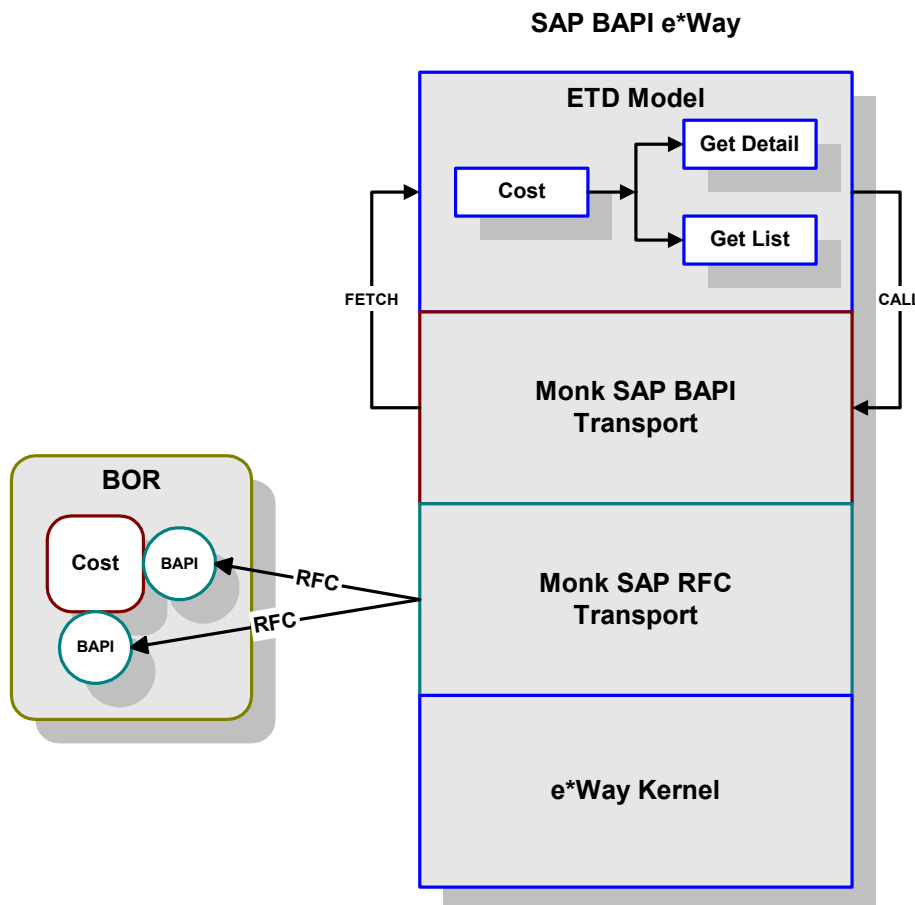 SAP BAPI e*Way
ETD Model
Get Detail
Cost
Get List
FETCH
CALL
Monk SAP BAPI
Transport
BOR
Cost
BAPI
RFC
Monk SAP RFC
Transport
RFC
BAPI
e*Way Kernel